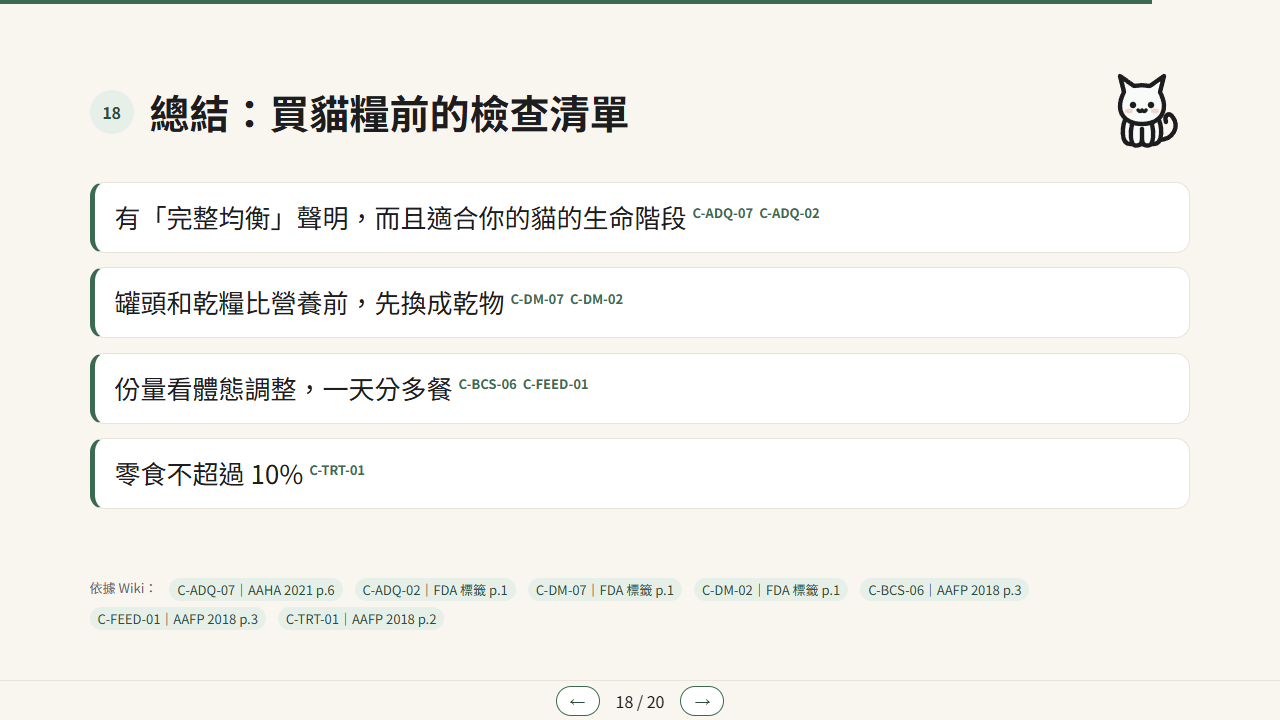 18 總結：買貓糧前的檢查清單
有「完整均衡」聲明，而且適合你的貓的生命階段 C-ADQ-07 C-ADQ-02
罐頭和乾糧比營養前，先換成乾物 C-DM-07 C-DM-02
份量看體態調整，一天分多餐 C-BCS-06 C-FEED-01
零食不超過 10% C-TRT-01
依據 Wiki： C-ADQ-07｜AAHA 2021 p.6 C-ADQ-02｜FDA 標籤 p.1 C-DM-07｜FDA 標籤 p.1 C-DM-02｜FDA 標籤 p.1 C-BCS-06｜AAFP 2018 p.3
C-FEED-01｜AAFP 2018 p.3 C-TRT-01｜AAFP 2018 p.2
← 18 / 20 →